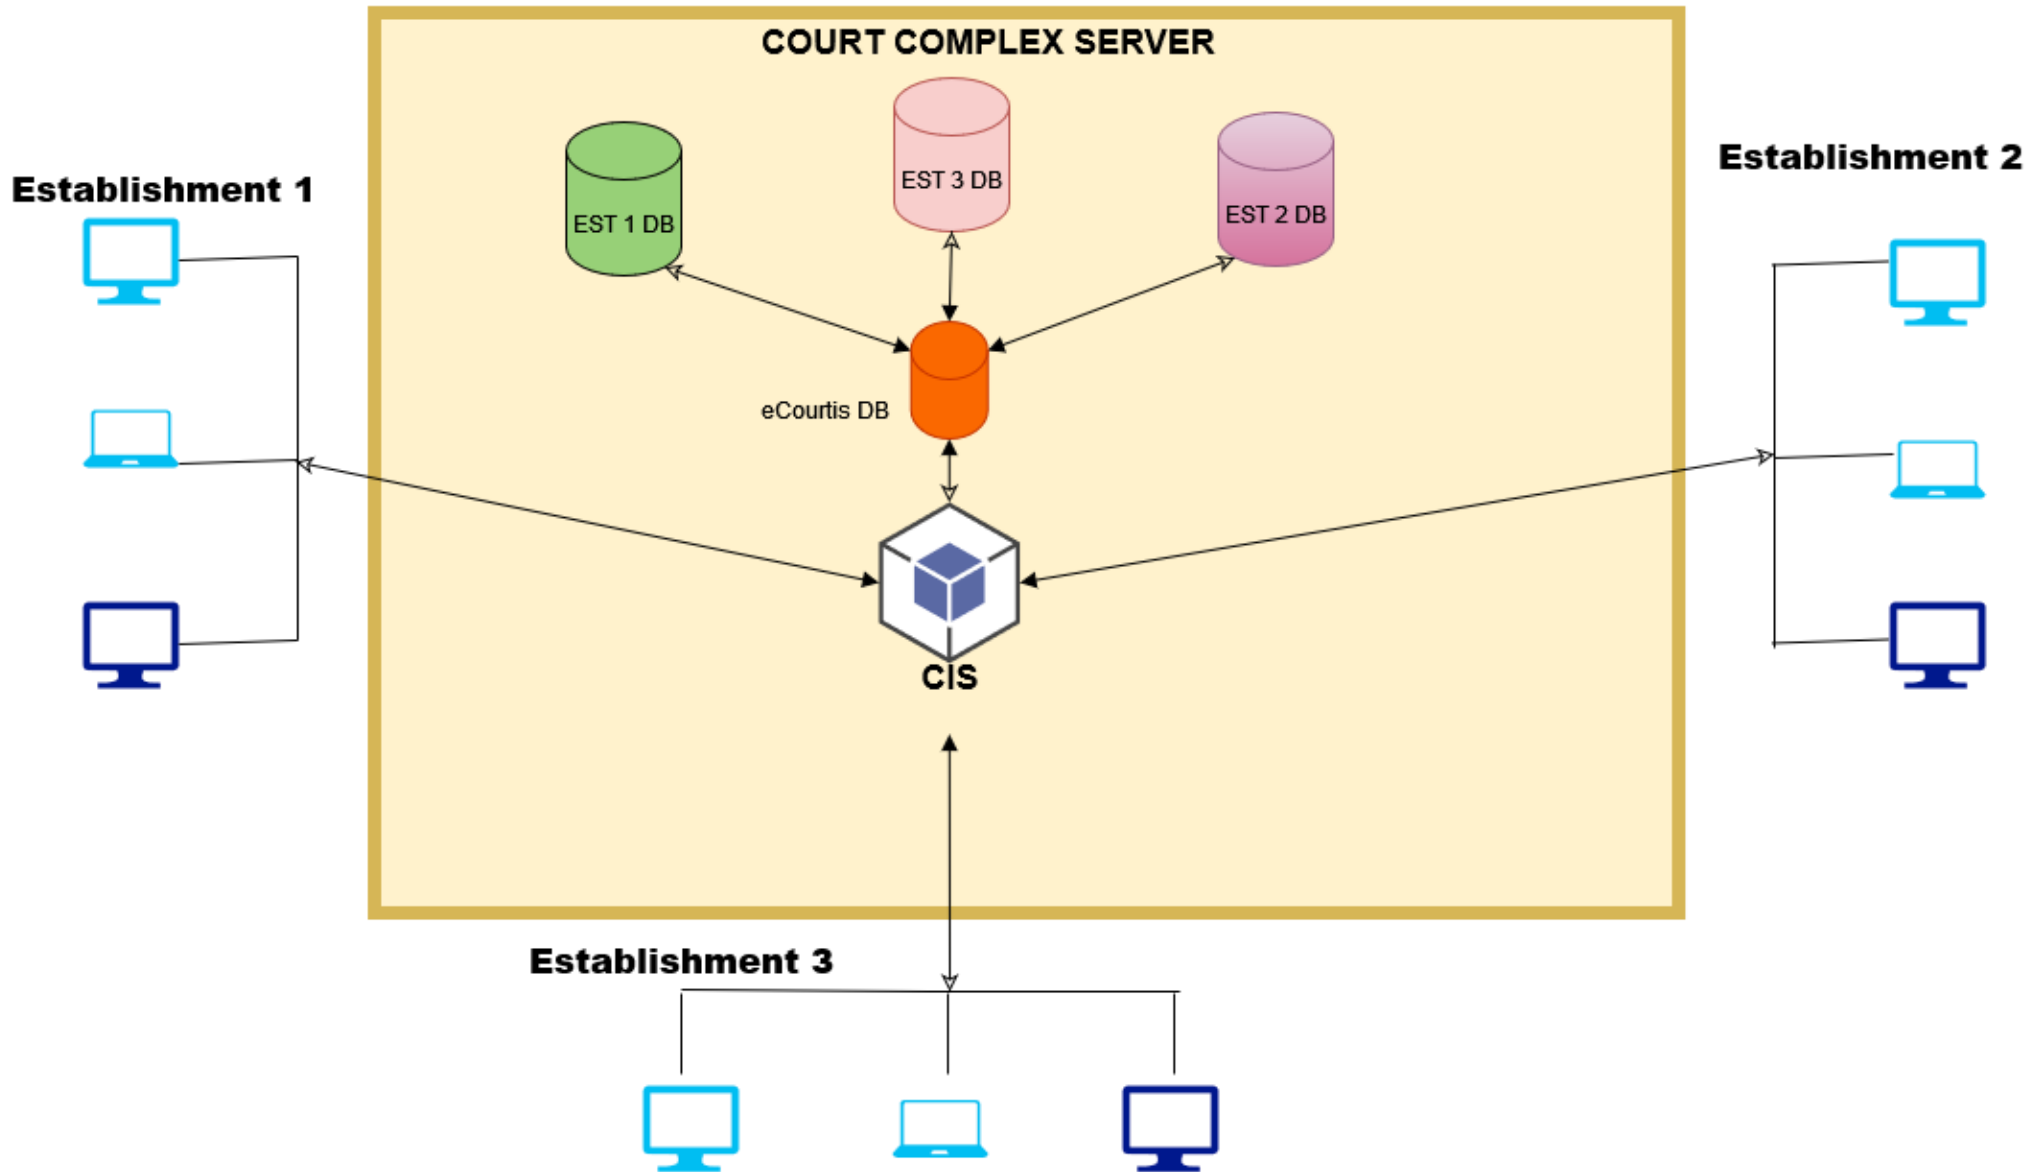 COURT COMPLEX SERVER
Establishment 1
EST 1 DB
EST 3 DB
EST 2 DB
Establishment 2
eCourtis DB
CIS
Establishment 3